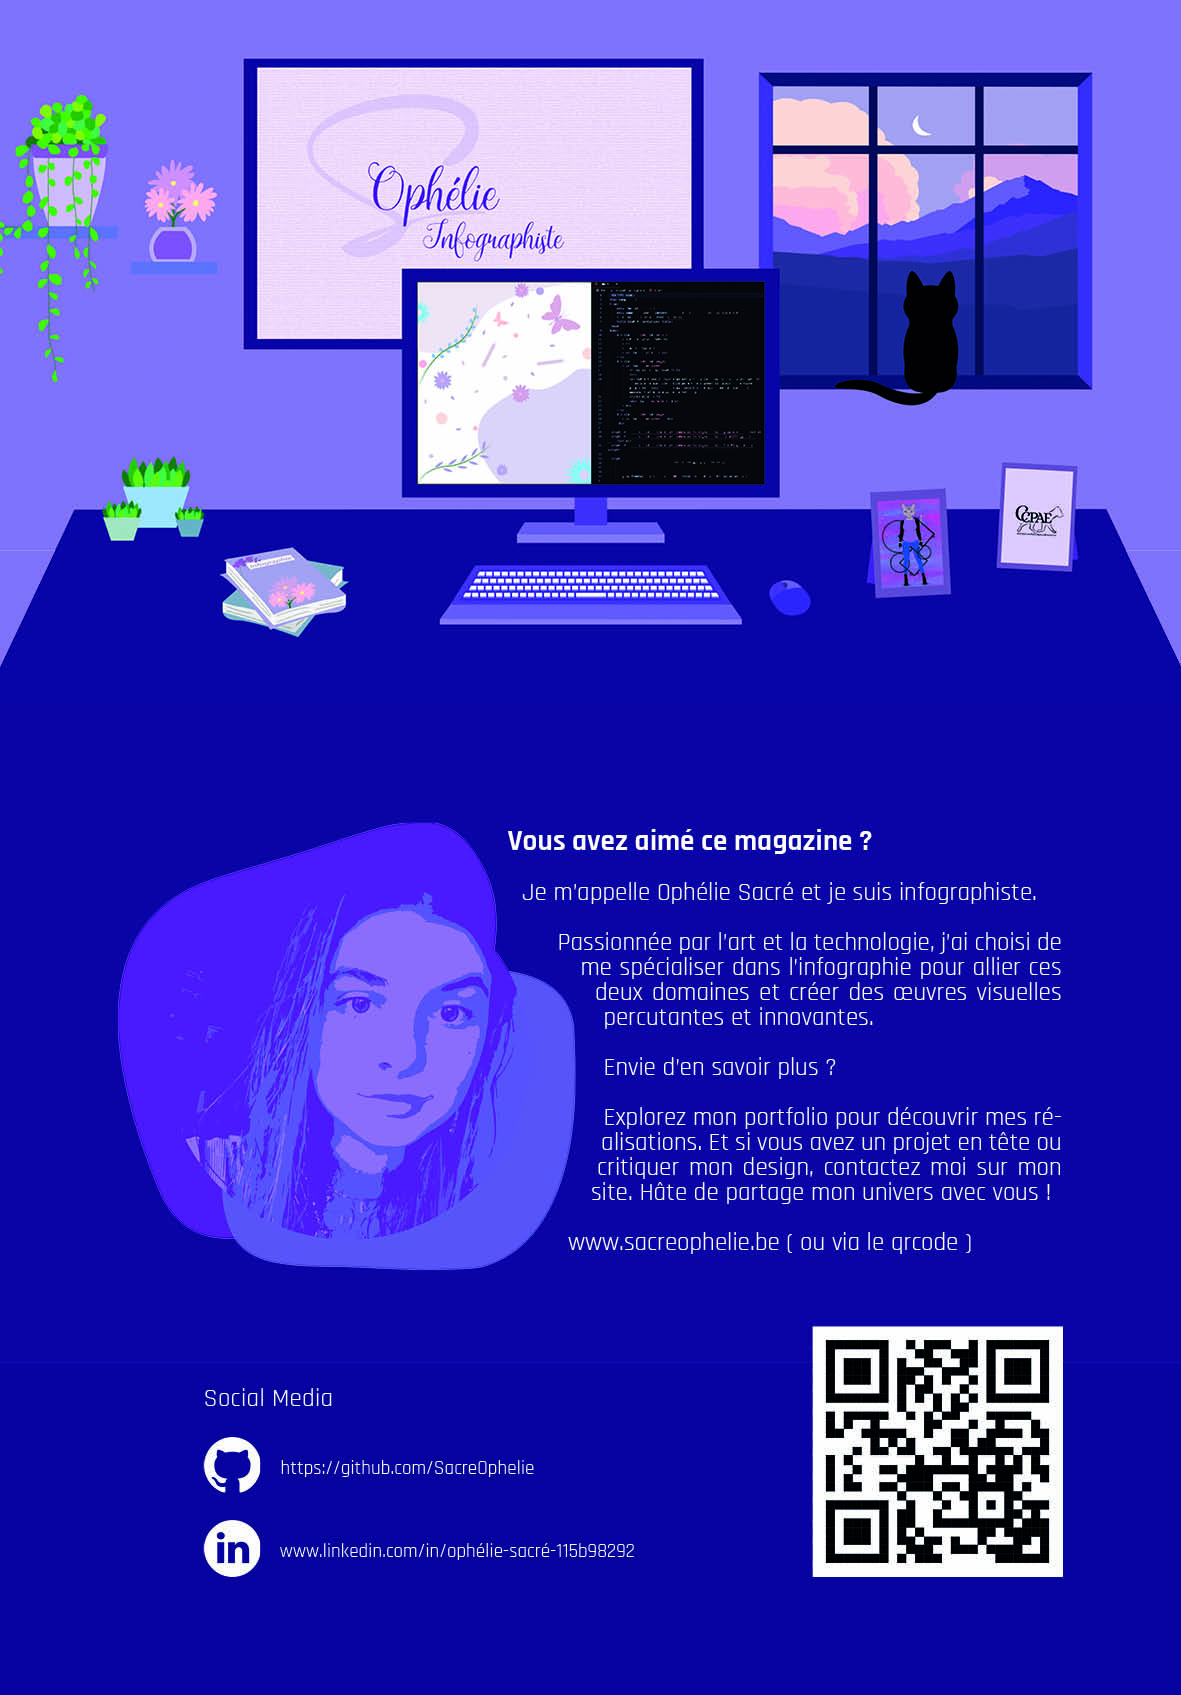 Ophélie
Infographiste
CCPAE
Vous avez aimé ce magazine ?
Je m'appelle Ophélie Sacré et je suis infographiste.
Passionnée par l'art et la technologie, j'ai choisi de
me spécialiser dans l'infographie pour allier ces
deux domaines et créer des œuvres visuelles
percutantes et innovantes.
Envie d'en savoir plus ?
Explorez mon portfolio pour découvrir mes ré-
alisations. Et si vous avez un projet en tête ou
critiquer mon design, contactez moi sur mon
site. Hâte de partage mon univers avec vous !
www.sacreophelie.be ( ou via le qrcode )
Social Media
https://github.com/SacreOphelie
www.linkedin.com/in/ophélie-sacré-115b98292